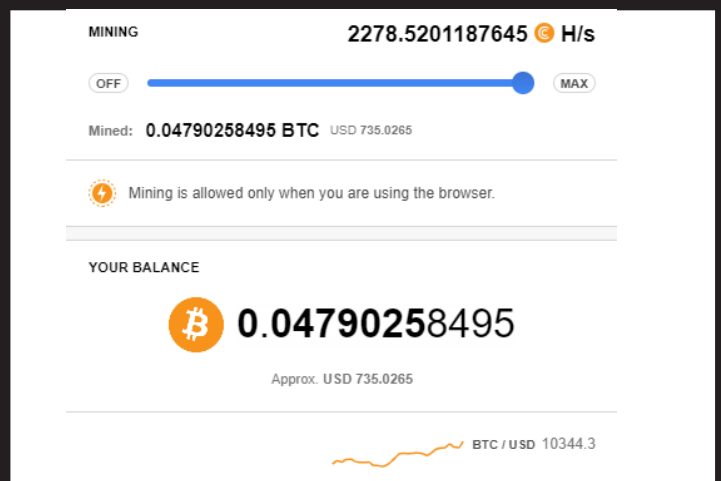 MINING 2278.5201187645 H/s
OFF MAX
Mined: 0.04790258495 BTC USD 735.0265
Mining is allowed only when you are using the browser.
YOUR BALANCE
0.04790258495
Approx. USD 735.0265
BTC / USD 10344.3